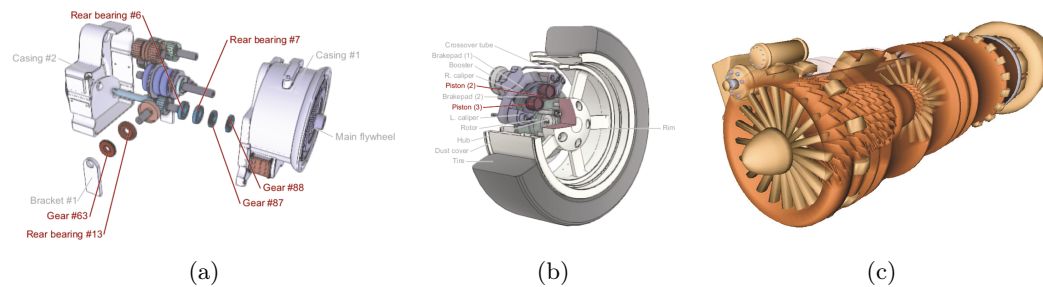 Rear bearing #6
Rear bearing #7
Casing #2
Casing #1
Main flywheel
Gear #88
Bracket #1
Gear #87
Gear #63
Rear bearing #13
(a)
Crossover tube
Brakepad (1)
Booster
R. caliper
Piston (2)
Brakepad (2)
Piston (3)
L. caliper
Rotor
Rim
Hub
Dust cover
Tire
(b)
(c)